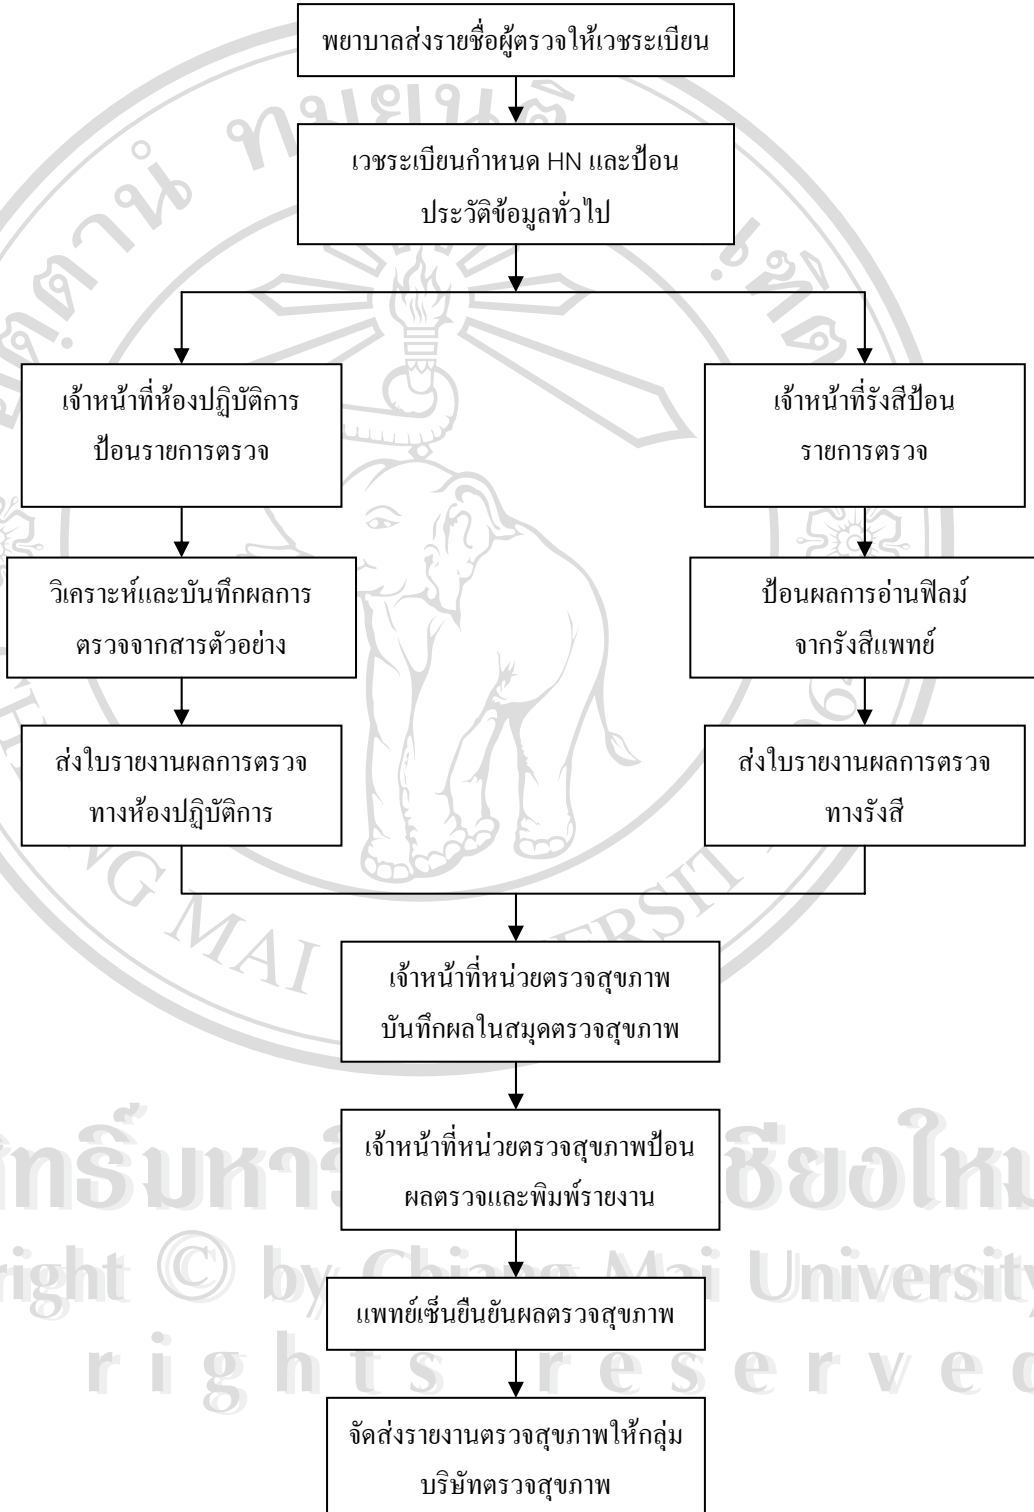 พยาบาลส่งรายชื่อผู้ตรวจให้เวชระเบียน
เวชระเบียนกำหนด HN และป้อน
ประวัติข้อมูลทั่วไป
เจ้าหน้าที่ห้องปฏิบัติการ
ป้อนรายการตรวจ
เจ้าหน้าที่รังสีป้อน
รายการตรวจ
วิเคราะห์และบันทึกผลการ
ตรวจจากสารตัวอย่าง
ป้อนผลการอ่านฟิลม์
จากรังสีแพทย์
ส่งใบรายงานผลการตรวจ
ทางห้องปฏิบัติการ
ส่งใบรายงานผลการตรวจ
ทางรังสี
เจ้าหน้าที่หน่วยตรวจสุขภาพ
บันทึกผลในสมุดตรวจสุขภาพ
เจ้าหน้าที่หน่วยตรวจสุขภาพป้อน
ผลตรวจและพิมพ์รายงาน
แพทย์เซ็นยืนยันผลตรวจสุขภาพ
จัดส่งรายงานตรวจสุขภาพให้กลุ่ม
บริษัทตรวจสุขภาพ
© by Chiang Mai University
rights reserved